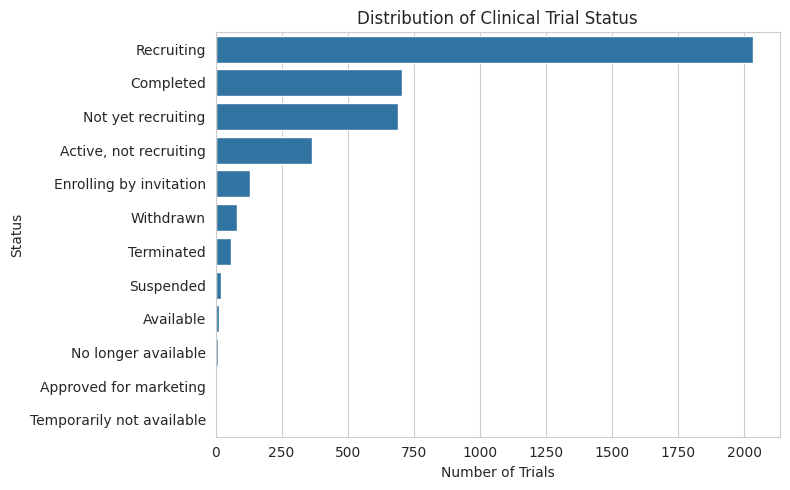 Distribution of Clinical Trial Status
Status
Recruiting
Completed
Not yet recruiting
Active, not recruiting
Enrolling by invitation
Withdrawn
Terminated
Suspended
Available
No longer available
Approved for marketing
Temporarily not available
0 250 500 750 1000 1250 1500 1750 2000
Number of Trials